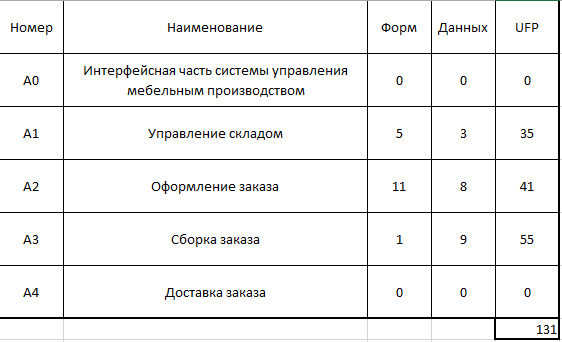 Номер Наименование Форм Данных UFP
A0 Интерфейсная часть системы управления мебельным производством 0 0 0
A1 Управление складом 5 3 35
A2 Оформление заказа 11 8 41
A3 Сборка заказа 1 9 55
A4 Доставка заказа 0 0 0
131